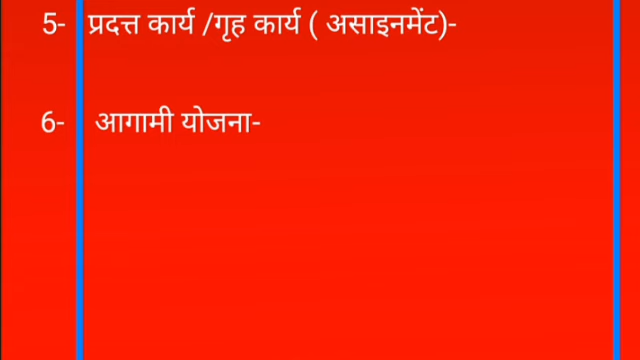 5- प्रदत्त कार्य /गृह कार्य ( असाइनमेंट)-
6- आगामी योजना-